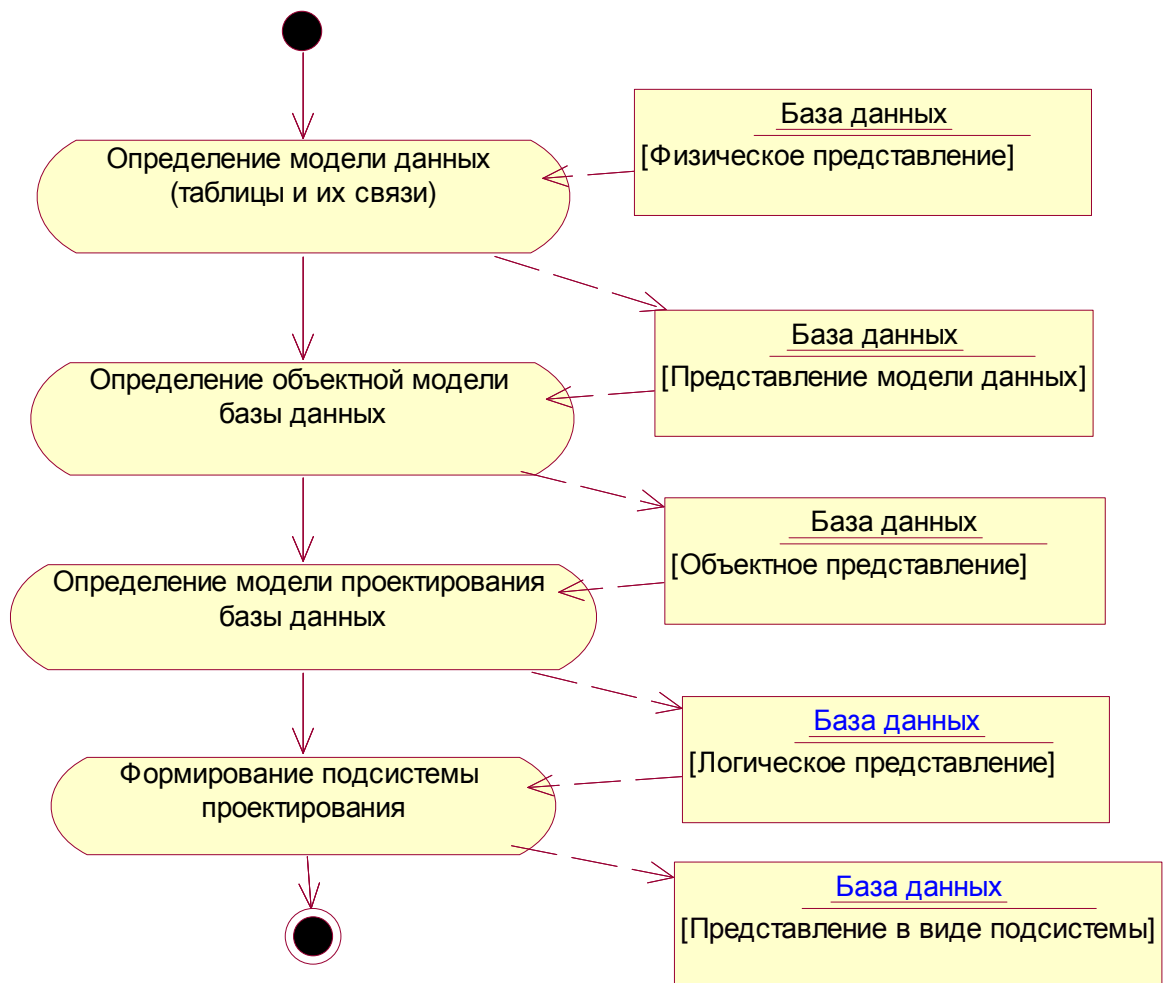 База данных
[Физическое представление]
Определение модели данных
(таблицы и их связи)
База данных
[Представление модели данных]
Определение объектной модели
базы данных
База данных
[Объектное представление]
Определение модели проектирования
базы данных
База данных
[Логическое представление]
Формирование подсистемы
проектирования
База данных
[Представление в виде подсистемы]